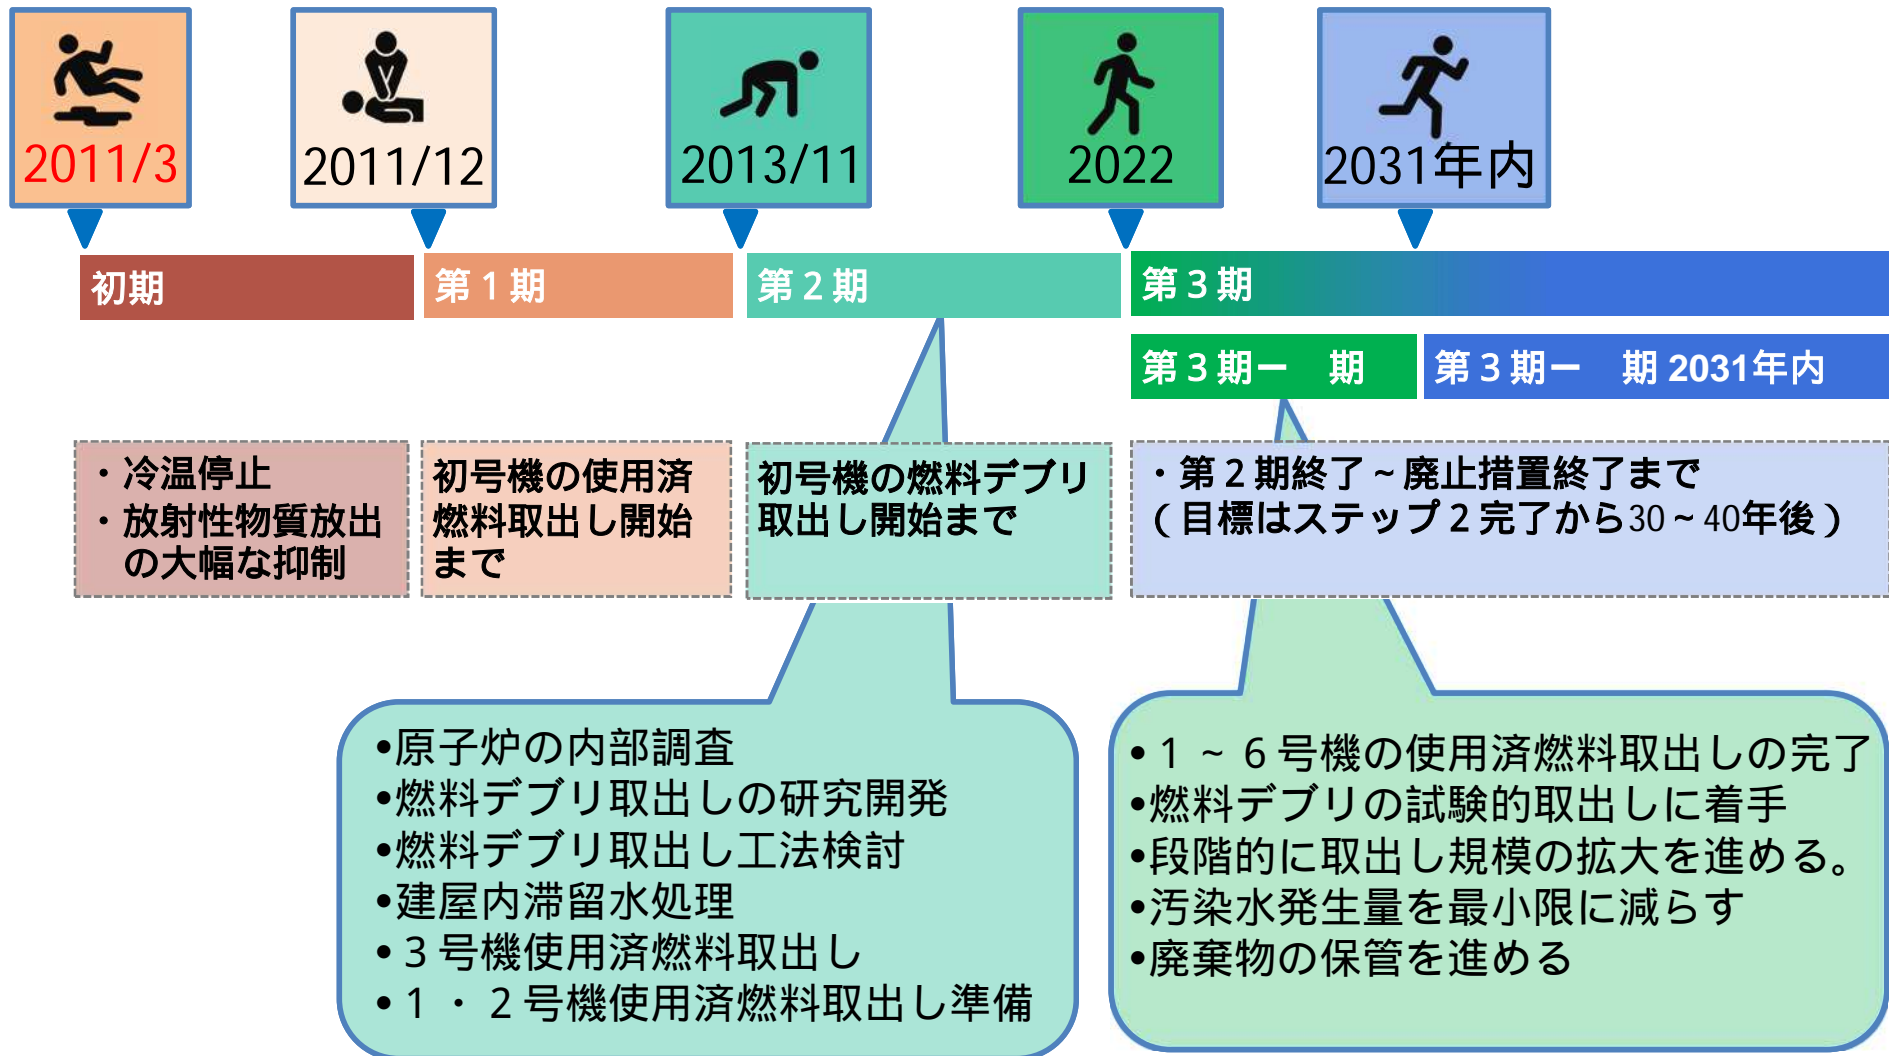 2011/3
2011/12
2013/11
2022
2031年内
初期
第1期
第2期
第3期
第3期ー　期
第3期ー　期 2031年内
・冷温停止
・放射性物質放出
の大幅な抑制
初号機の使用済
燃料取出し開始
まで
初号機の燃料デブリ
取出し開始まで
・第2期終了~廃止措置終了まで
(目標はステップ2完了から30~40年後)
•原子炉の内部調査
•燃料デブリ取出しの研究開発
•燃料デブリ取出し工法検討
•建屋内滞留水処理
•3号機使用済燃料取出し
•1・2号機使用済燃料取出し準備
•1~6号機の使用済燃料取出しの完了
•燃料デブリの試験的取出しに着手
•段階的に取出し規模の拡大を進める。
•汚染水発生量を最小限に減らす
•廃棄物の保管を進める